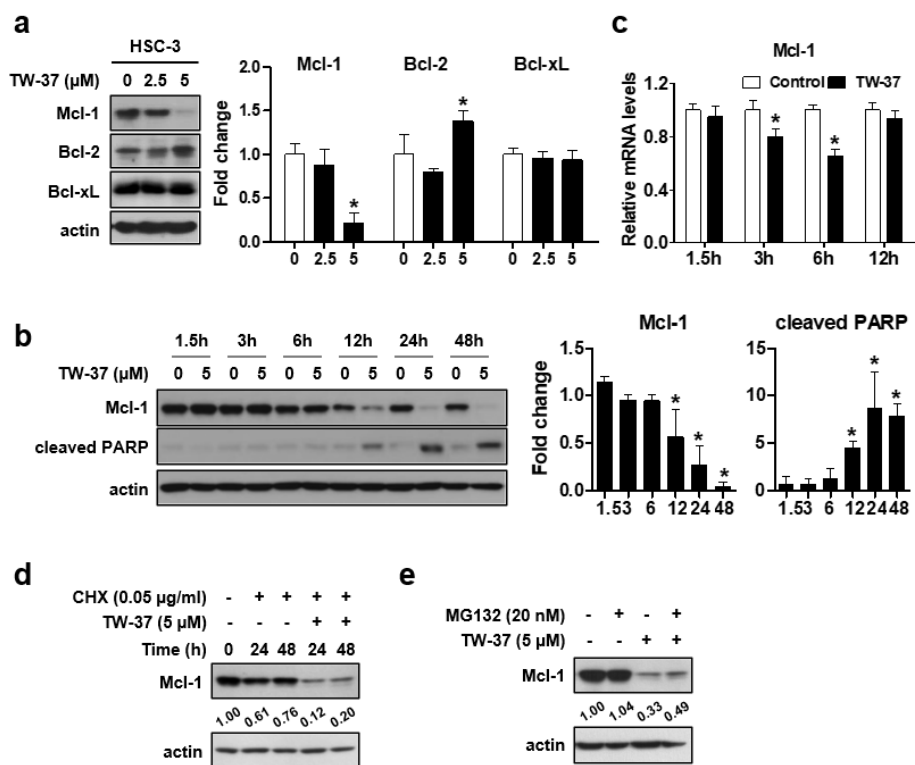 a
HSC-3
TW-37 (μM)
0 2.5 5
Mcl-1
Bcl-2
Bcl-xL
actin
Fold change
2.0
1.5
1.0
0.5
0.0
Mcl-1 Bcl-2 Bcl-xL
*
*
0 2.5 5 0 2.5 5 0 2.5 5
c
Mcl-1
Control TW-37
Relative mRNA levels
1.2
0.8
0.4
0.0
*
*
1.5h 3h 6h 12h
b
1.5h 3h 6h 12h 24h 48h
TW-37 (μM) 0 5 0 5 0 5 0 5 0 5 0 5
Mcl-1
cleaved PARP
actin
Mcl-1
Fold change
1.5
1.0
0.5
0.0
* * *
1.53 6 12 24 48
cleaved PARP
15
10
5
0
* * *
1.53 6 12 24 48
d
CHX (0.05 μg/ml) - + + + +
TW-37 (5 μM) - - - + +
Time (h) 0 24 48 24 48
Mcl-1
1.00 0.61 0.76 0.12 0.20
actin
e
MG132 (20 nM) - + - +
TW-37 (5 μM) - - + +
Mcl-1
1.00 1.04 0.33 0.49
actin